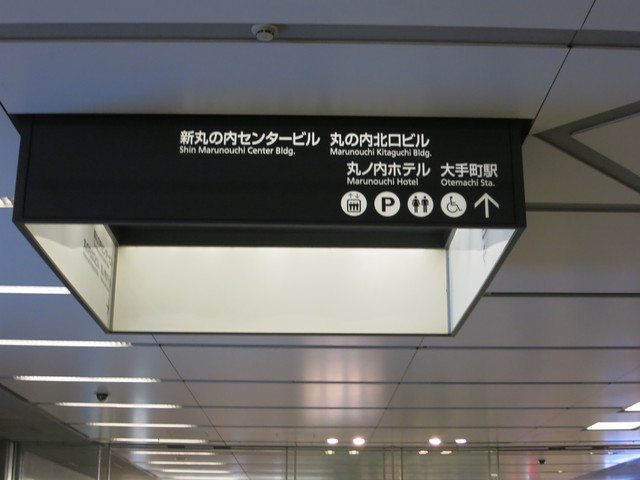 新丸の内センタービル 丸の内北口ビル
Shin Marunouchi Center Bldg. Marunouchi Kitaguchi Bldg.
丸ノ内ホテル 大手町駅
Marunouchi Hotel Otemachi Sta.
P